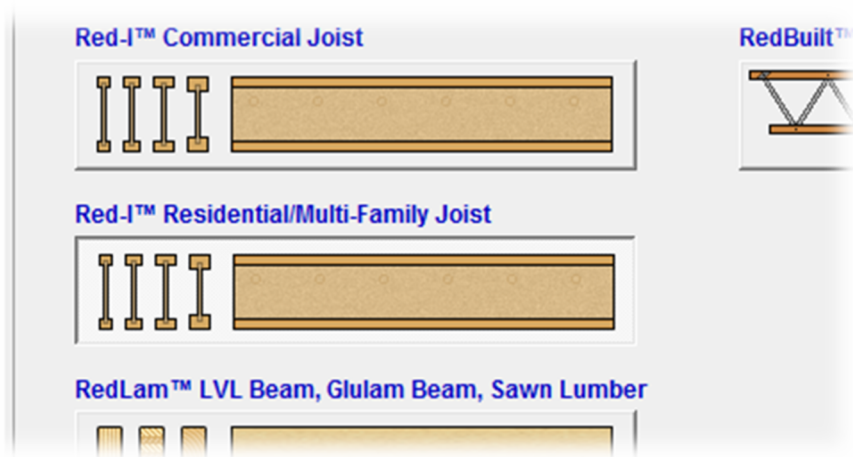 Red-I™ Commercial Joist
RedBuilt™
Red-I™ Residential/Multi-Family Joist
RedLam™ LVL Beam, Glulam Beam, Sawn Lumber